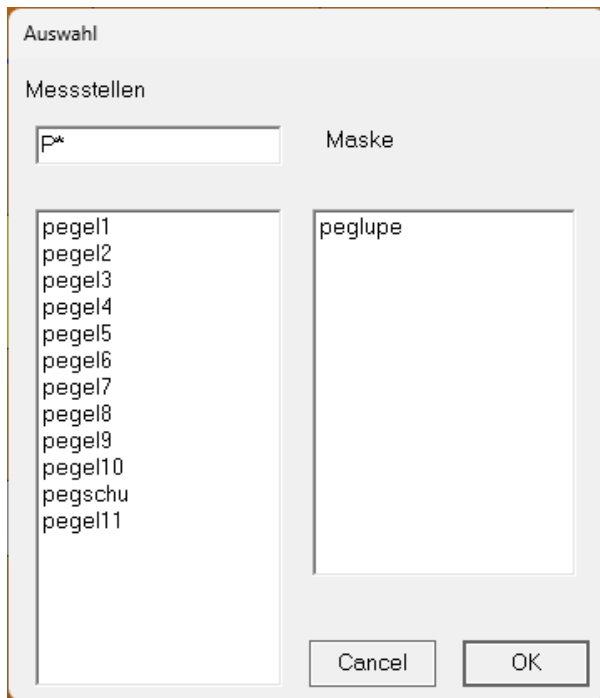 Auswahl
Messstellen
P*
Maske
pegel1
pegel2
pegel3
pegel4
pegel5
pegel6
pegel7
pegel8
pegel9
pegel10
pegschu
pegel11
peglupe
Cancel
OK